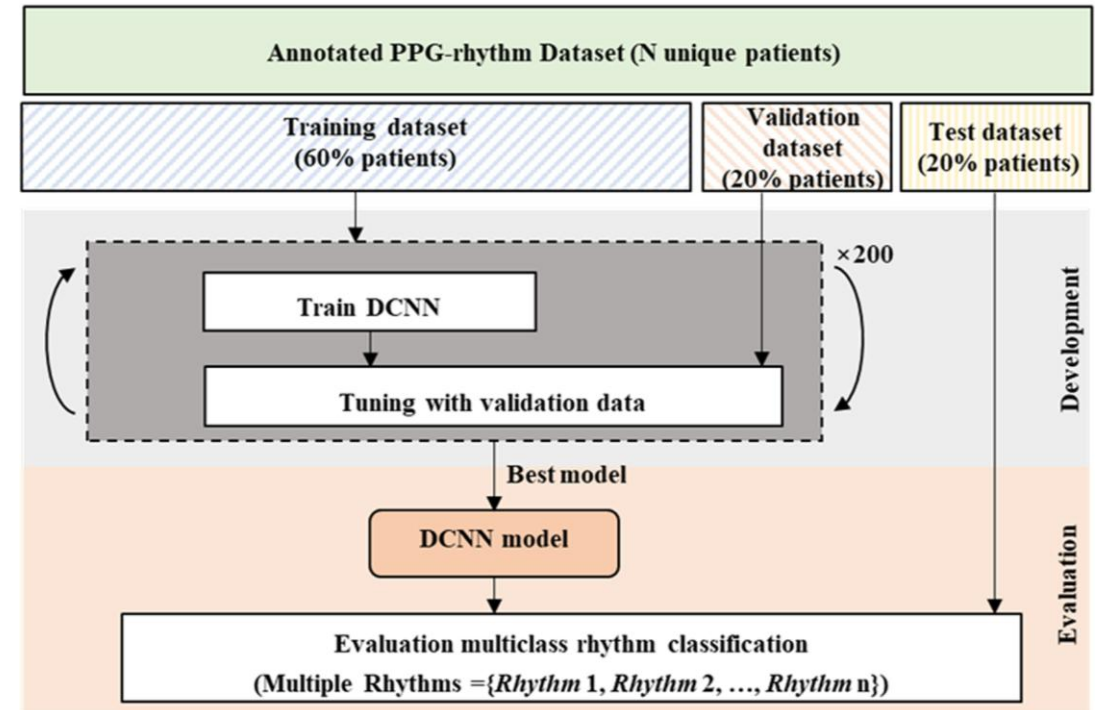 Annotated PPG-rhythm Dataset (N unique patients)
Training dataset
(60% patients)
Validation
dataset
(20% patients)
Test dataset
(20% patients)
×200
Train DCNN
Tuning with validation data
Development
Best model
DCNN model
Evaluation
Evaluation multiclass rhythm classification
(Multiple Rhythms ={Rhythm 1, Rhythm 2, …, Rhythm n})